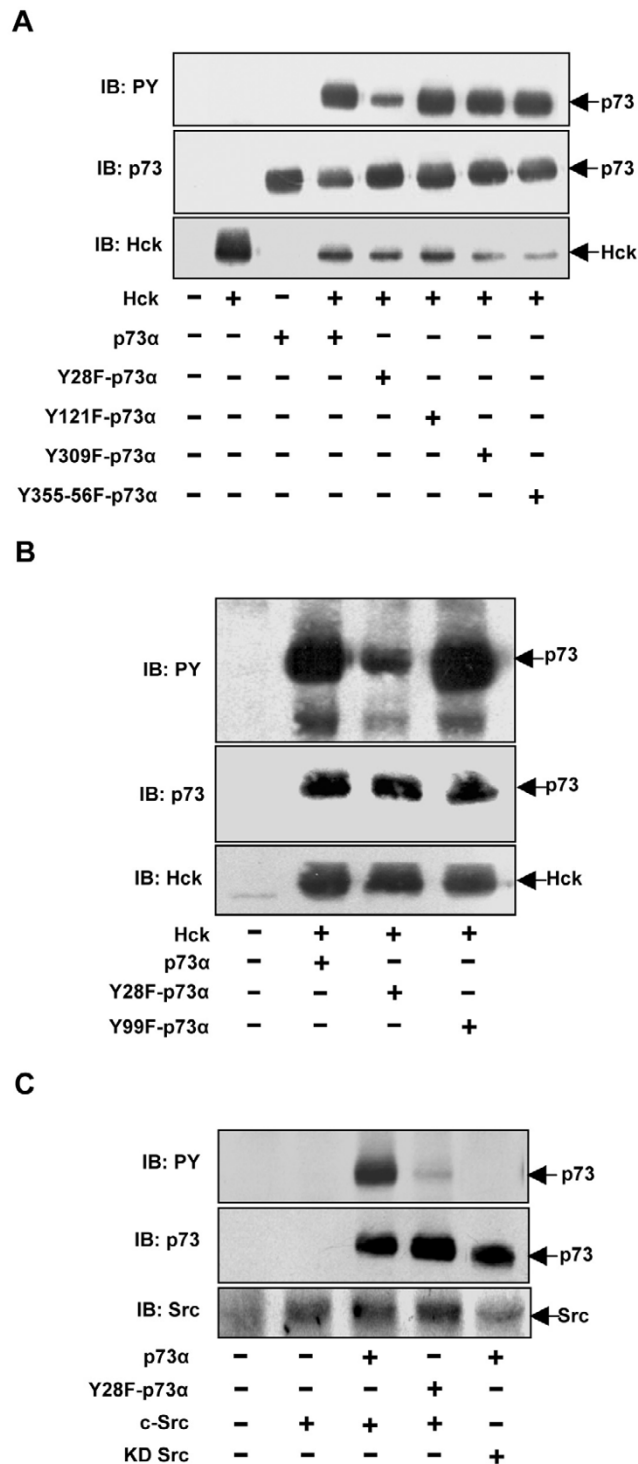 A
IB: PY
p73
IB: p73
p73
IB: Hck
Hck
Hck – + – + + + + +
p73α – – + + – – – –
Y28F-p73α – – – – + – – –
Y121F-p73α – – – – – + – –
Y309F-p73α – – – – – – + –
Y355-56F-p73α – – – – – – – +
B
IB: PY
p73
IB: p73
p73
IB: Hck
Hck
Hck – + + +
p73α – + – –
Y28F-p73α – – + –
Y99F-p73α – – – +
C
IB: PY
p73
IB: p73
p73
IB: Src
Src
p73α – – + – +
Y28F-p73α – – – + –
c-Src – + + + –
KD Src – – – – +